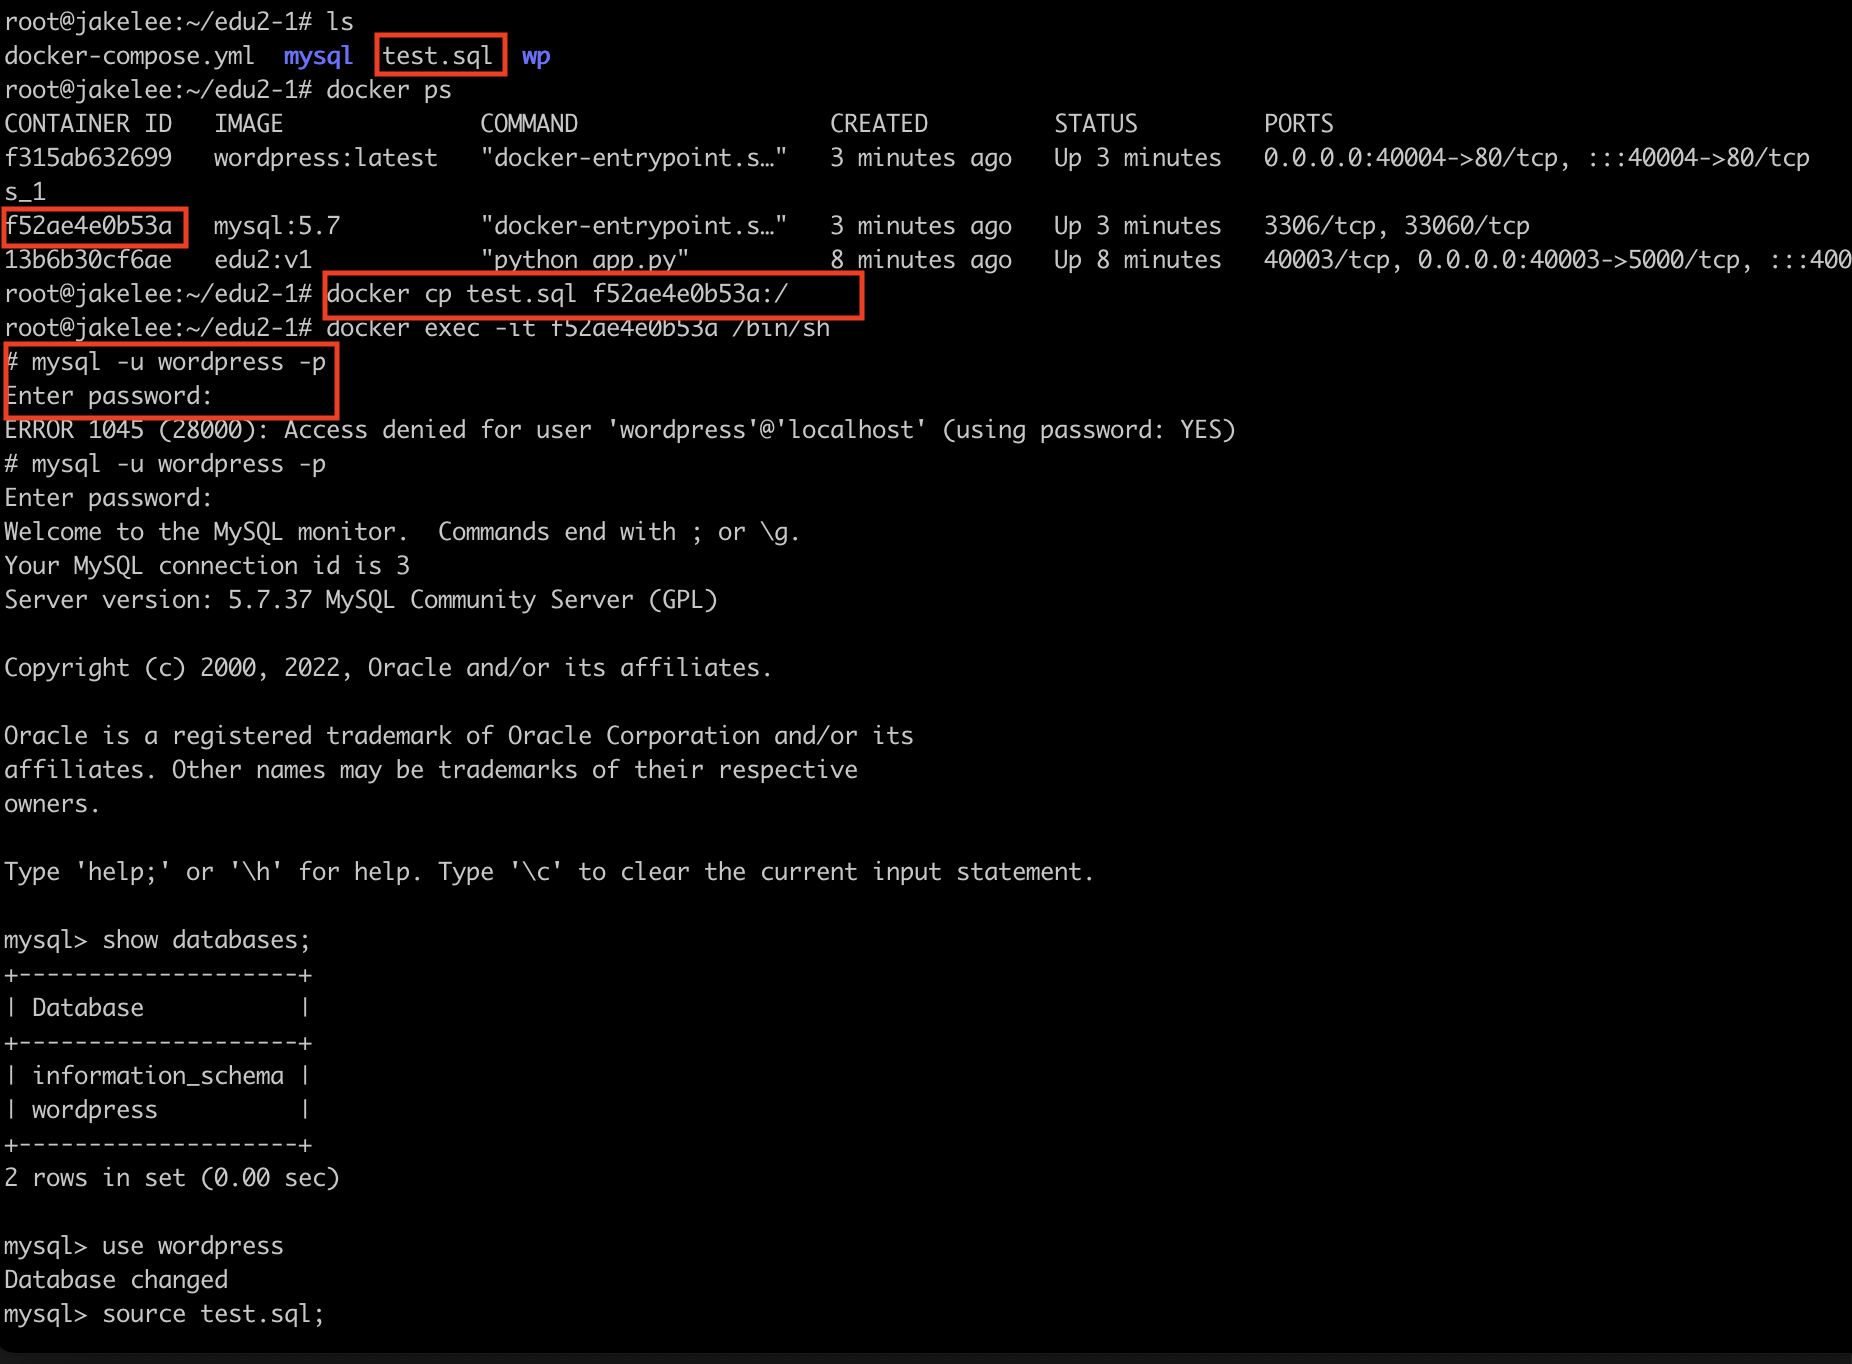 root@jakelee:~/edu2-1# ls
docker-compose.yml  mysql  test.sql  wp
root@jakelee:~/edu2-1# docker ps
CONTAINER ID   IMAGE              COMMAND                  CREATED         STATUS         PORTS
f315ab632699   wordpress:latest   "docker-entrypoint.s…"   3 minutes ago   Up 3 minutes   0.0.0.0:40004->80/tcp, :::40004->80/tcp
s_1
f52ae4e0b53a   mysql:5.7          "docker-entrypoint.s…"   3 minutes ago   Up 3 minutes   3306/tcp, 33060/tcp
13b6b30cf6ae   edu2:v1            "python app.py"          8 minutes ago   Up 8 minutes   40003/tcp, 0.0.0.0:40003->5000/tcp, :::400
root@jakelee:~/edu2-1# docker cp test.sql f52ae4e0b53a:/
root@jakelee:~/edu2-1# docker exec -it f52ae4e0b53a /bin/sh
# mysql -u wordpress -p
Enter password:
ERROR 1045 (28000): Access denied for user 'wordpress'@'localhost' (using password: YES)
# mysql -u wordpress -p
Enter password:
Welcome to the MySQL monitor.  Commands end with ; or \g.
Your MySQL connection id is 3
Server version: 5.7.37 MySQL Community Server (GPL)
Copyright (c) 2000, 2022, Oracle and/or its affiliates.
Oracle is a registered trademark of Oracle Corporation and/or its
affiliates. Other names may be trademarks of their respective
owners.
Type 'help;' or '\h' for help. Type '\c' to clear the current input statement.
mysql> show databases;
+--------------------+
| Database           |
+--------------------+
| information_schema |
| wordpress          |
+--------------------+
2 rows in set (0.00 sec)
mysql> use wordpress
Database changed
mysql> source test.sql;